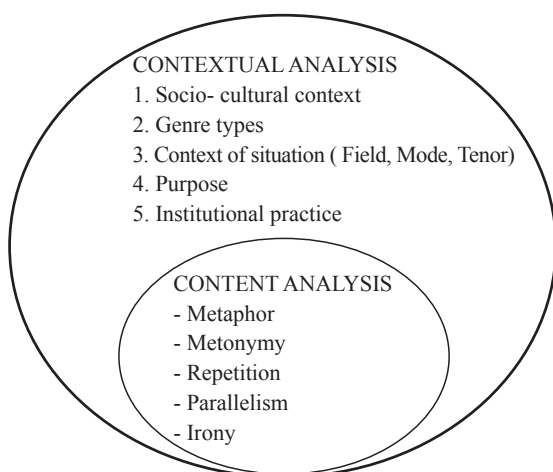 CONTEXTUAL ANALYSIS
1. Socio- cultural context
2. Genre types
3. Context of situation ( Field, Mode, Tenor)
4. Purpose
5. Institutional practice
CONTENT ANALYSIS
- Metaphor
- Metonymy
- Repetition
- Parallelism
- Irony